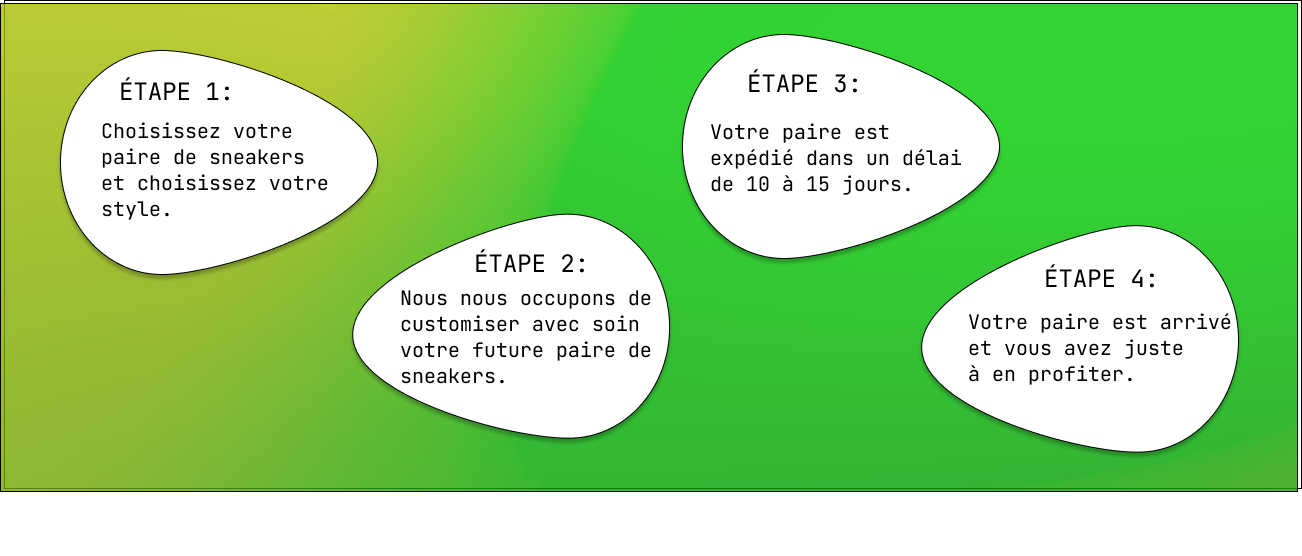 ÉTAPE 1:
Choisissez votre
paire de sneakers
et choisissez votre
style.
ÉTAPE 2:
Nous nous occupons de
customiser avec soin
votre future paire de
sneakers.
ÉTAPE 3:
Votre paire est
expédié dans un délai
de 10 à 15 jours.
ÉTAPE 4:
Votre paire est arrivé
et vous avez juste
à en profiter.